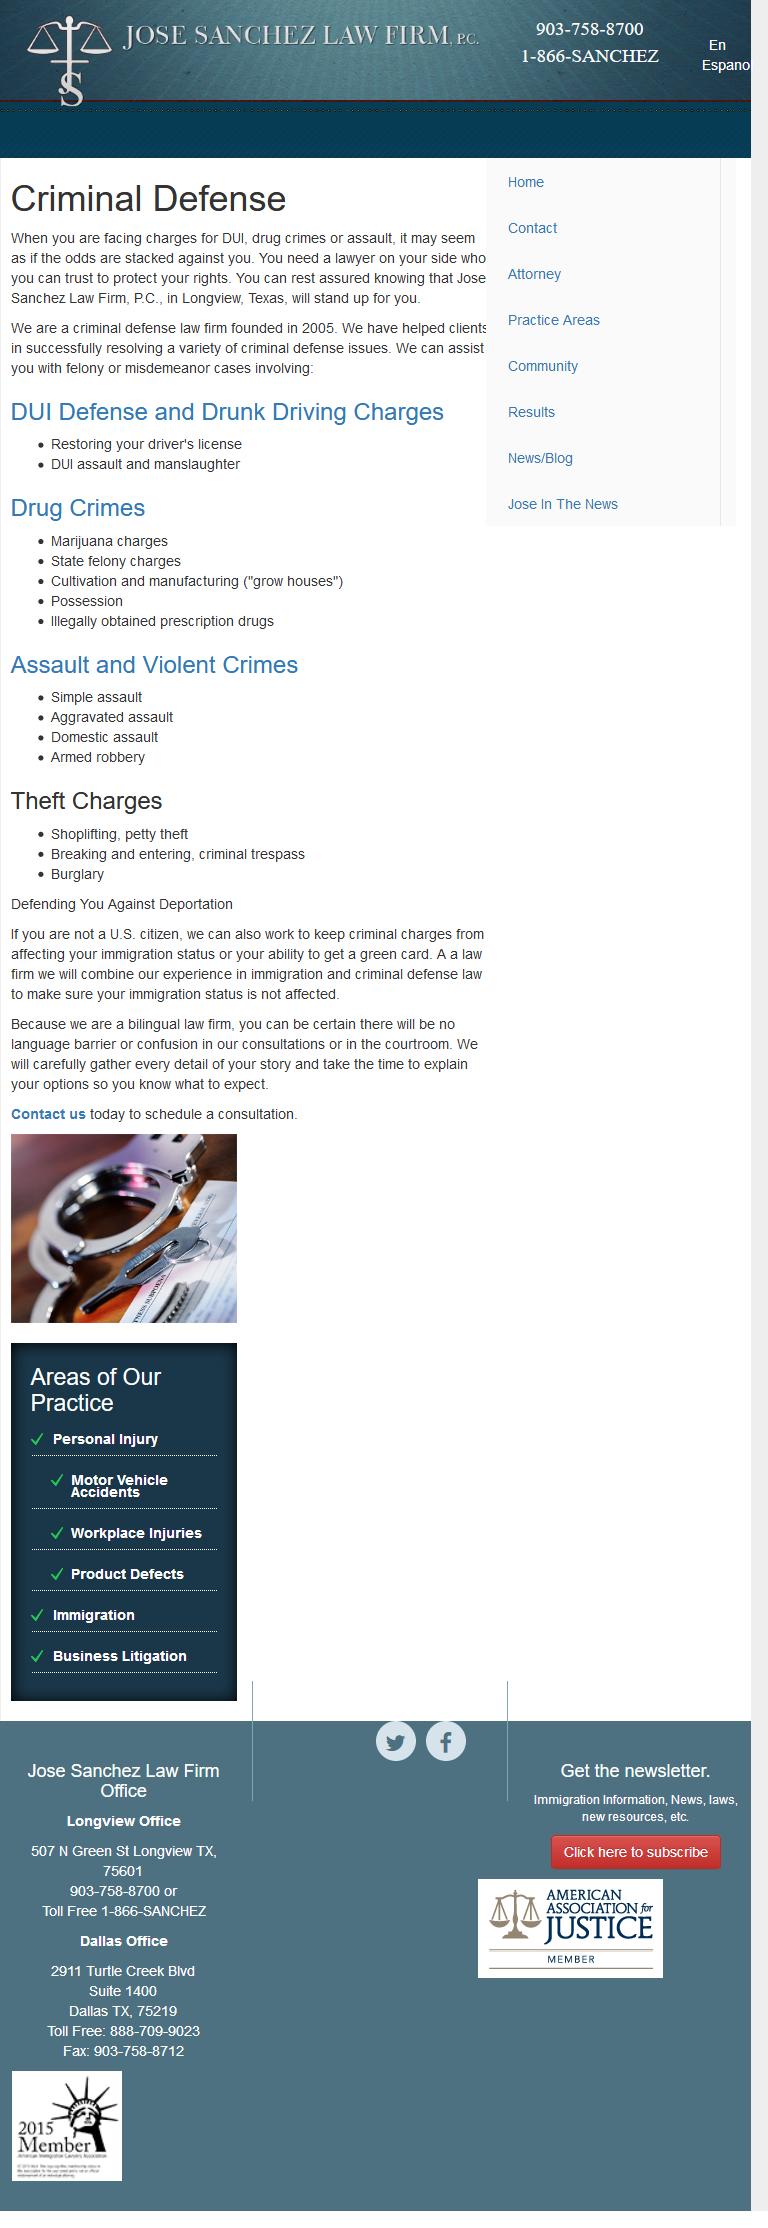 JOSE SANCHEZ LAW FIRM, P.C.
903-758-8700
1-866-SANCHEZ
En
Espano
Home
Contact
Attorney
Practice Areas
Community
Results
News/Blog
Jose In The News
Criminal Defense
When you are facing charges for DUI, drug crimes or assault, it may seem
as if the odds are stacked against you. You need a lawyer on your side who
you can trust to protect your rights. You can rest assured knowing that Jose
Sanchez Law Firm, P.C., in Longview, Texas, will stand up for you.
We are a criminal defense law firm founded in 2005. We have helped clients
in successfully resolving a variety of criminal defense issues. We can assist
you with felony or misdemeanor cases involving:
DUI Defense and Drunk Driving Charges
• Restoring your driver's license
• DUI assault and manslaughter
Drug Crimes
• Marijuana charges
• State felony charges
• Cultivation and manufacturing ("grow houses")
• Possession
• Illegally obtained prescription drugs
Assault and Violent Crimes
• Simple assault
• Aggravated assault
• Domestic assault
• Armed robbery
Theft Charges
• Shoplifting, petty theft
• Breaking and entering, criminal trespass
• Burglary
Defending You Against Deportation
If you are not a U.S. citizen, we can also work to keep criminal charges from
affecting your immigration status or your ability to get a green card. A a law
firm we will combine our experience in immigration and criminal defense law
to make sure your immigration status is not affected.
Because we are a bilingual law firm, you can be certain there will be no
language barrier or confusion in our consultations or in the courtroom. We
will carefully gather every detail of your story and take the time to explain
your options so you know what to expect.
Contact us today to schedule a consultation.
Areas of Our
Practice
Personal Injury
Motor Vehicle
Accidents
Workplace Injuries
Product Defects
Immigration
Business Litigation
Jose Sanchez Law Firm
Office
Longview Office
507 N Green St Longview TX,
75601
903-758-8700 or
Toll Free 1-866-SANCHEZ
Dallas Office
2911 Turtle Creek Blvd
Suite 1400
Dallas TX, 75219
Toll Free: 888-709-9023
Fax: 903-758-8712
2015
Member
American Immigration Lawyers Association
Get the newsletter.
Immigration Information, News, laws,
new resources, etc.
Click here to subscribe
AMERICAN
ASSOCIATION for
JUSTICE
MEMBER